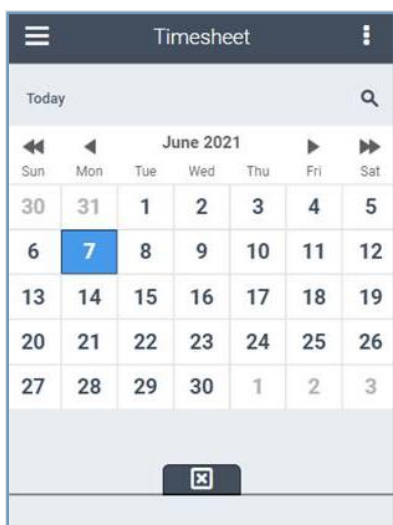 Timesheet
Today
June 2021
Sun Mon Tue Wed Thu Fri Sat
30 31 1 2 3 4 5
6 7 8 9 10 11 12
13 14 15 16 17 18 19
20 21 22 23 24 25 26
27 28 29 30 1 2 3